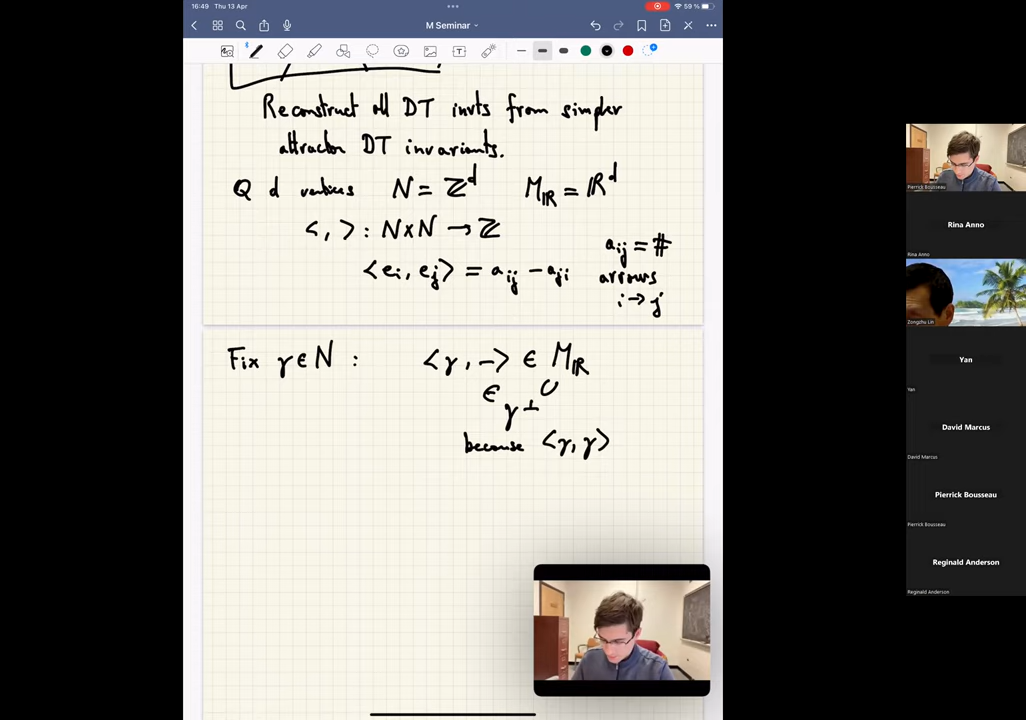 16:49 Thu 13 Apr
59 %
M Seminar
Reconstruct all DT invts from simpler
attractor DT invariants.
Q d vertices N = ℤ^d M_ℝ = ℝ^d
< , > : N×N → ℤ
<e_i, e_j> = a_ij − a_ji
a_ij = #
arrows
i → j
Fix γ ∈ N : <γ, −> ∈ M_ℝ
∈ γ^⊥ ∪
because <γ, γ>
Pierrick Bousseau
Rina Anno
Rina Anno
Zongzhu Lin
Yan
Yan
David Marcus
David Marcus
Pierrick Bousseau
Pierrick Bousseau
Reginald Anderson
Reginald Anderson